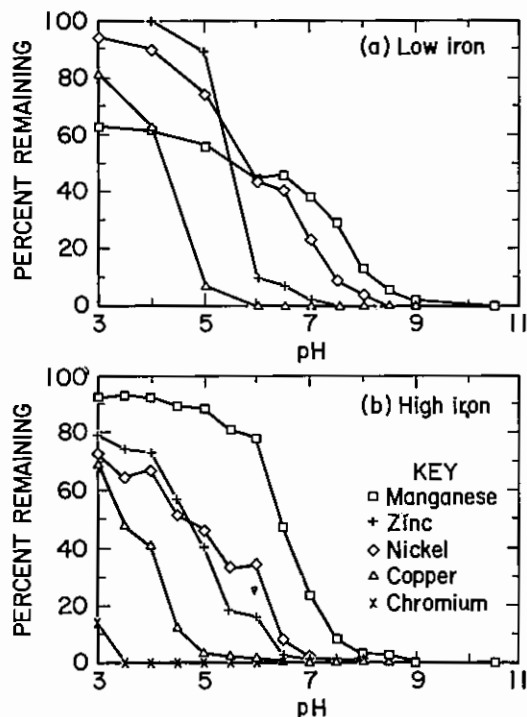 100
(a) Low iron
80
60
40
20
0
PERCENT REMAINING
3 5 7 9 11
pH
100
(b) High iron
80
60
40
20
0
PERCENT REMAINING
KEY
Manganese
Zinc
Nickel
Copper
Chromium
3 5 7 9 11
pH